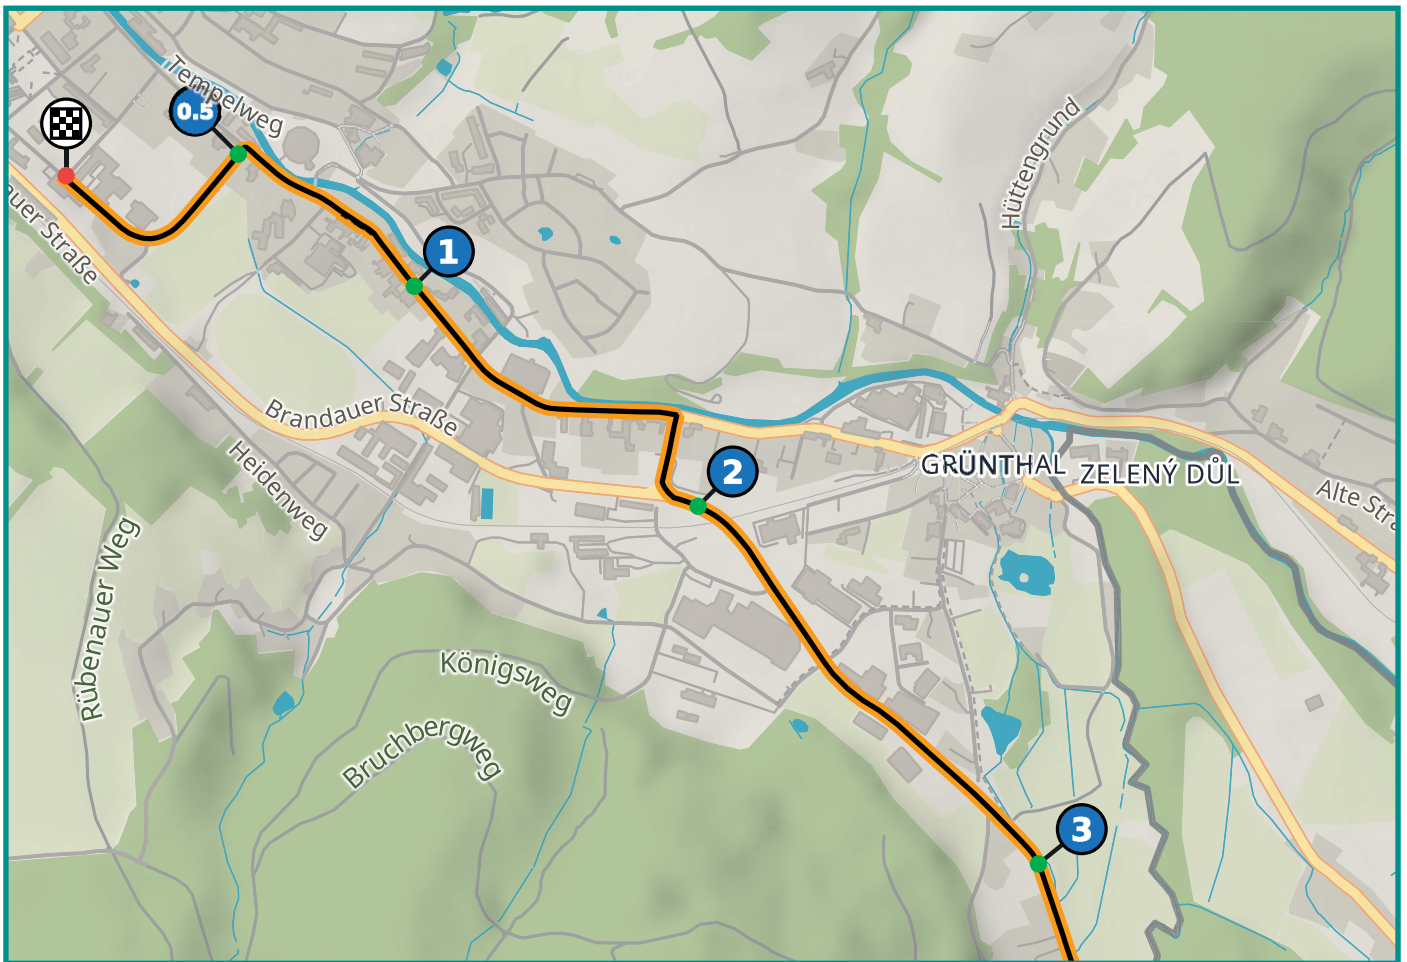 Tempelweg
0.5
auer Straße
1
Hüttengrund
Brandauer Straße
Heidenweg
2
GRÜNTHAL
ZELENÝ DŮL
Alte Stra
Rübenauer Weg
Königsweg
Bruchbergweg
3